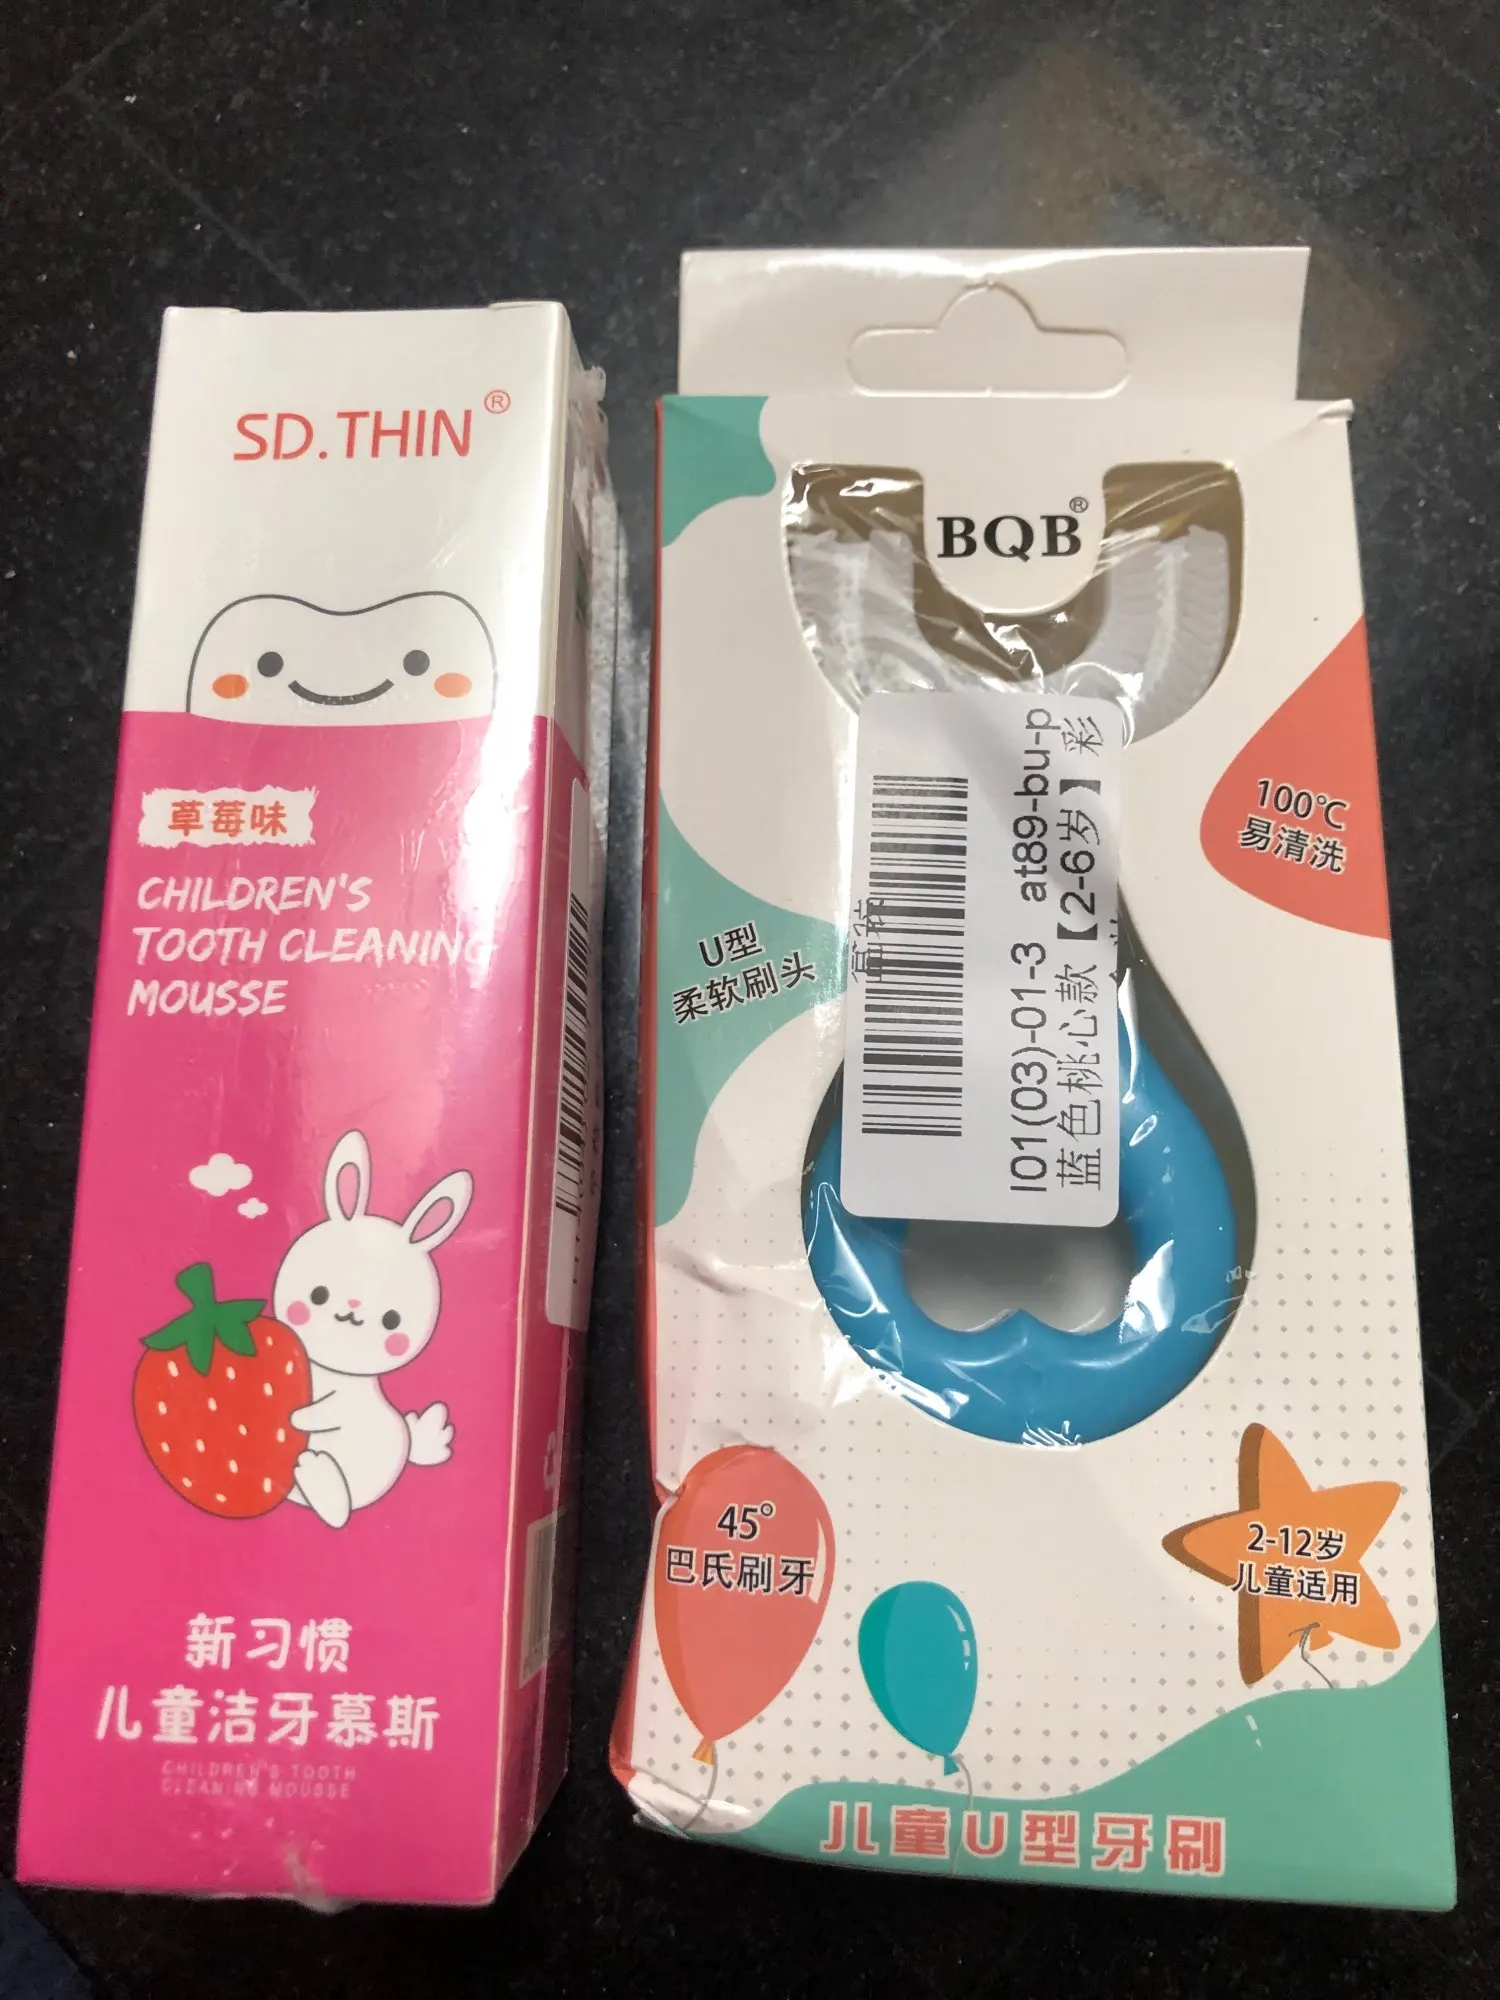 SD.THIN®
草莓味
CHILDREN'S
TOOTH CLEANING
MOUSSE
新习惯
儿童洁牙慕斯
CHILDREN'S TOOTH
CLEANING MOUSSE
BQB®
100℃
易清洗
U型
柔软刷头
I01(03)-01-3 at89-bu-p
蓝色桃心款【2-6岁】彩
盒装
45°
巴氏刷牙
2-12岁
儿童适用
儿童U型牙刷